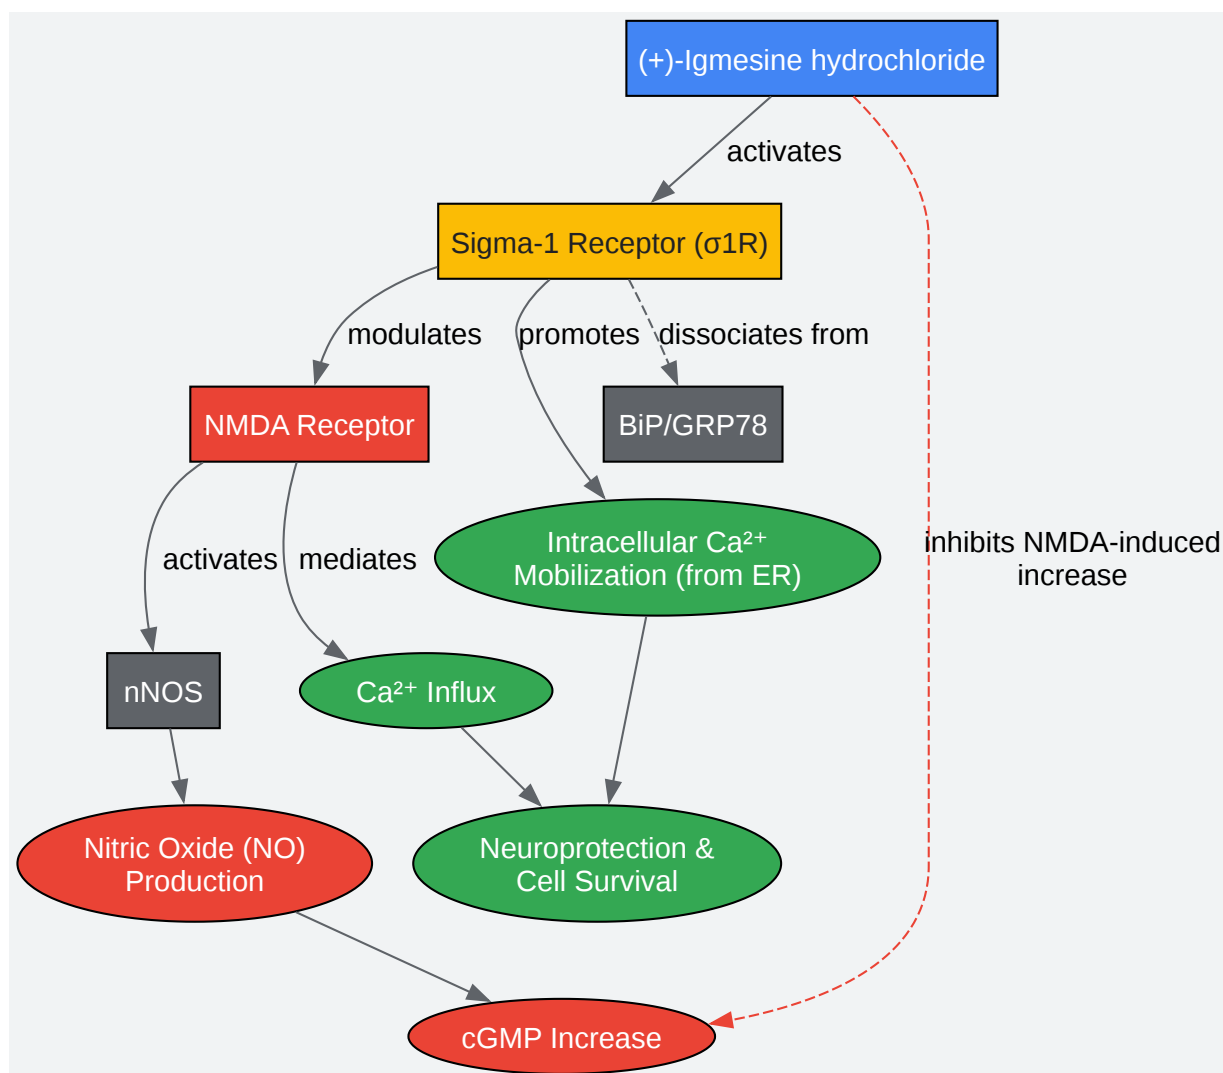 (+)-Igmesine hydrochloride
activates
Sigma-1 Receptor (σ1R)
modulates
promotes
dissociates from
NMDA Receptor
BiP/GRP78
activates
mediates
Intracellular Ca²⁺
Mobilization (from ER)
inhibits NMDA-induced
increase
nNOS
Ca²⁺ Influx
Nitric Oxide (NO)
Production
Neuroprotection &
Cell Survival
cGMP Increase